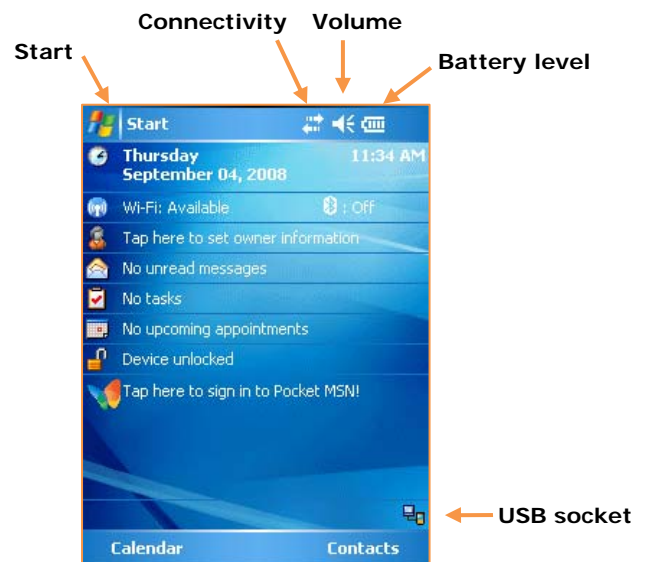 Connectivity Volume
Start
Battery level
Start
Thursday 11:34 AM
September 04, 2008
Wi-Fi: Available : Off
Tap here to set owner information
No unread messages
No tasks
No upcoming appointments
Device unlocked
Tap here to sign in to Pocket MSN!
USB socket
Calendar Contacts